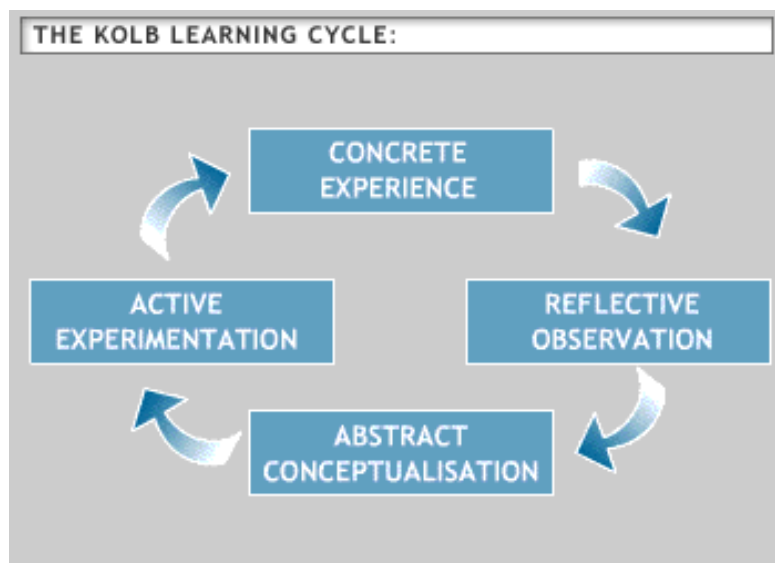 THE KOLB LEARNING CYCLE:
CONCRETE
EXPERIENCE
ACTIVE
EXPERIMENTATION
REFLECTIVE
OBSERVATION
ABSTRACT
CONCEPTUALISATION